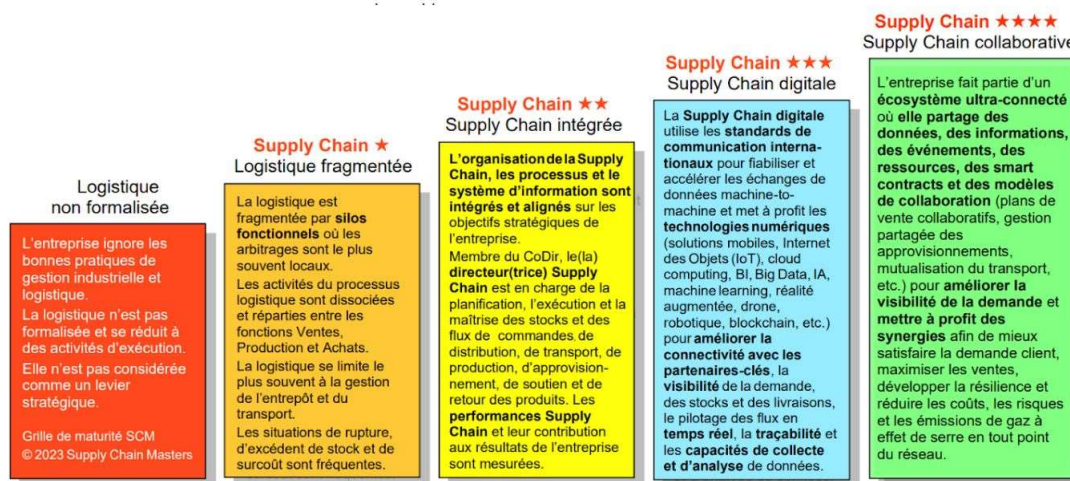 Logistique
non formalisée
L'entreprise ignore les
bonnes pratiques de
gestion industrielle et
logistique.
La logistique n'est pas
formalisée et se réduit à
des activités d'exécution.
Elle n'est pas considérée
comme un levier
stratégique.
Grille de maturité SCM
© 2023 Supply Chain Masters
Supply Chain ★
Logistique fragmentée
La logistique est
fragmentée par silos
fonctionnels où les
arbitrages sont le plus
souvent locaux.
Les activités du processus
logistique sont dissociées
et réparties entre les
fonctions Ventes,
Production et Achats.
La logistique se limite le
plus souvent à la gestion
de l'entrepôt et du
transport.
Les situations de rupture,
d'excédent de stock et de
surcoût sont fréquentes.
Supply Chain ★★
Supply Chain intégrée
L'organisation de la Supply
Chain, les processus et le
système d'information sont
intégrés et alignés sur les
objectifs stratégiques de
l'entreprise.
Membre du CoDir, le(la)
directeur(trice) Supply
Chain est en charge de la
planification, l'exécution et la
maîtrise des stocks et des
flux de commandes, de
distribution, de transport, de
production, d'approvision-
nement, de soutien et de
retour des produits. Les
performances Supply
Chain et leur contribution
aux résultats de l'entreprise
sont mesurées.
Supply Chain ★★★
Supply Chain digitale
La Supply Chain digitale
utilise les standards de
communication interna-
tionaux pour fiabiliser et
accélérer les échanges de
données machine-to-
machine et met à profit les
technologies numériques
(solutions mobiles, Internet
des Objets (IoT), cloud
computing, BI, Big Data, IA,
machine learning, réalité
augmentée, drone,
robotique, blockchain, etc.)
pour améliorer la
connectivité avec les
partenaires-clés, la
visibilité de la demande,
des stocks et des livraisons,
le pilotage des flux en
temps réel, la traçabilité et
les capacités de collecte
et d'analyse de données.
Supply Chain ★★★★
Supply Chain collaborative
L'entreprise fait partie d'un
écosystème ultra-connecté
où elle partage des
données, des informations,
des événements, des
ressources, des smart
contracts et des modèles
de collaboration (plans de
vente collaboratifs, gestion
partagée des
approvisionnements,
mutualisation du transport,
etc.) pour améliorer la
visibilité de la demande et
mettre à profit des
synergies afin de mieux
satisfaire la demande client,
maximiser les ventes,
développer la résilience et
réduire les coûts, les risques
et les émissions de gaz à
effet de serre en tout point
du réseau.